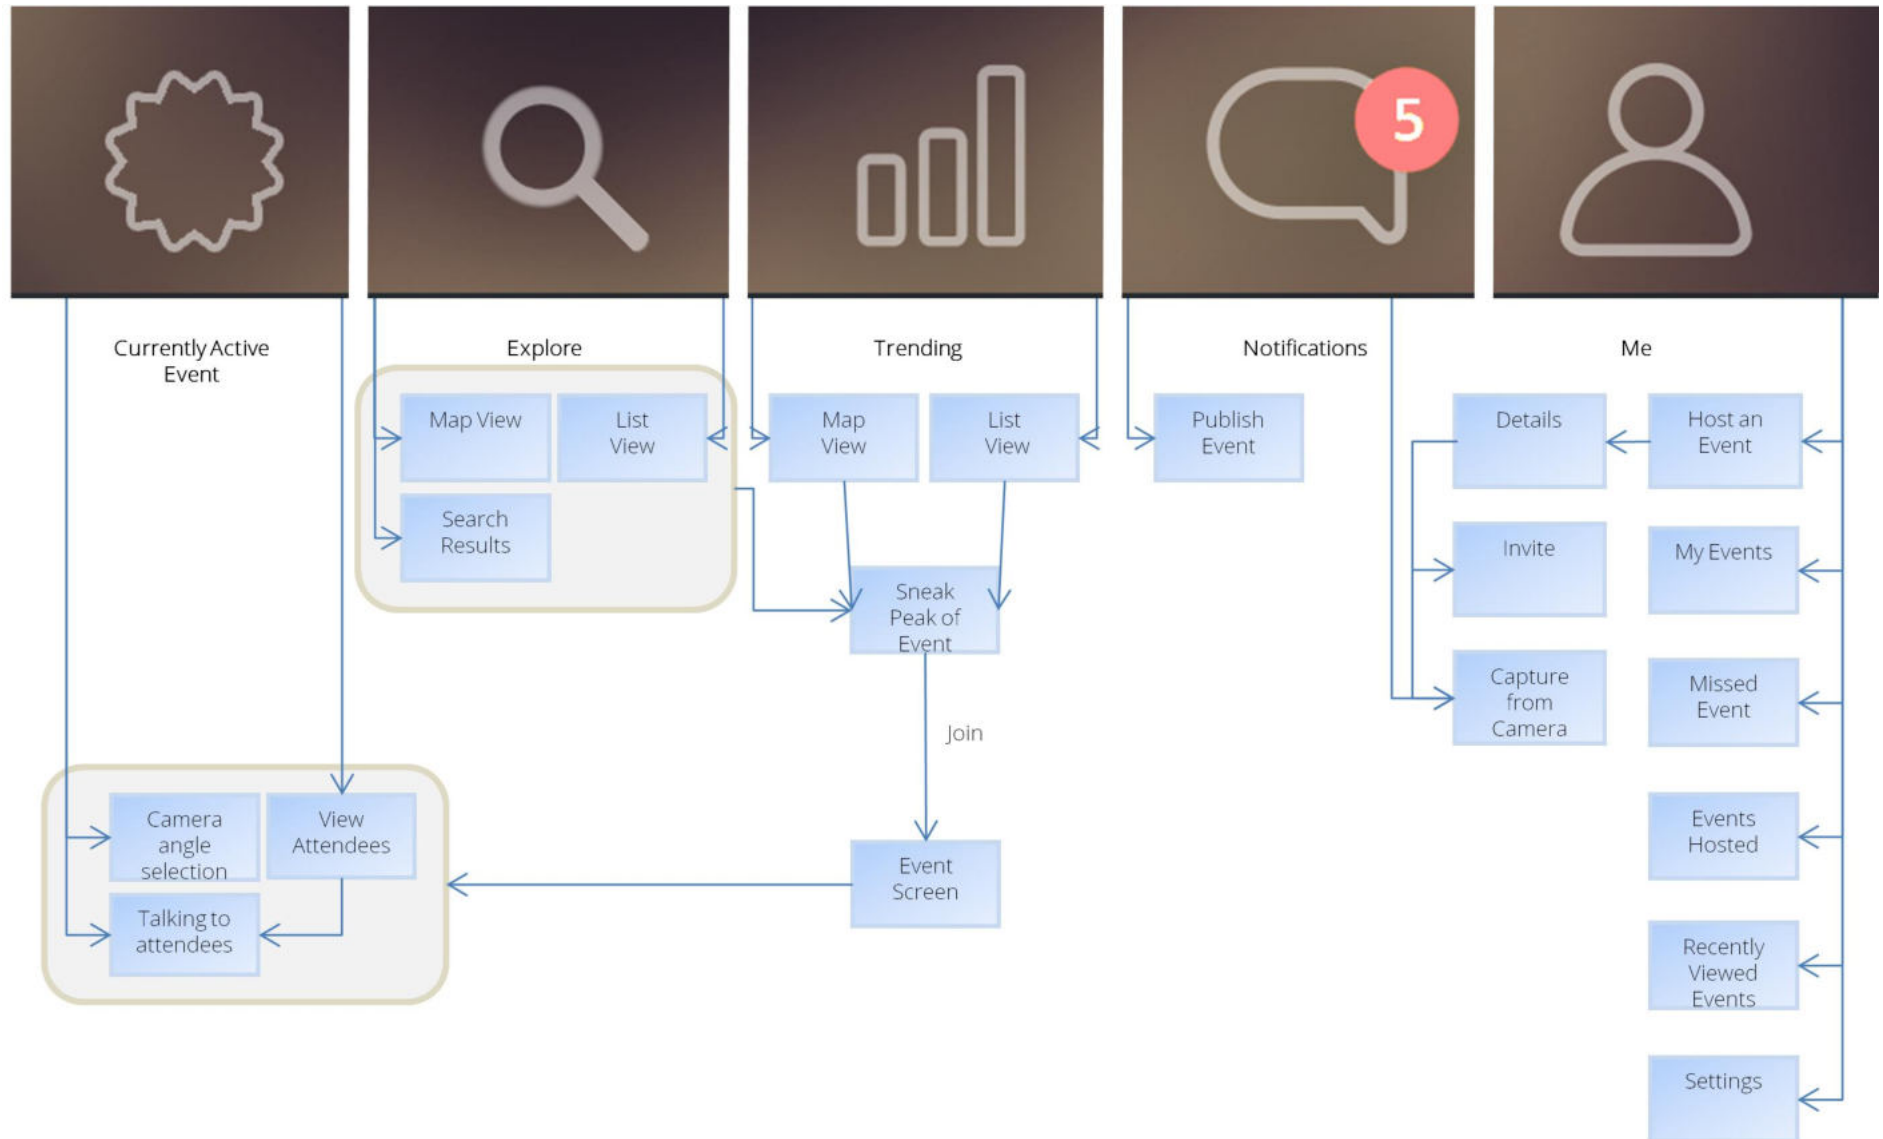 5
Currently Active
Event
Explore
Trending
Notifications
Me
Map View
List
View
Search
Results
Map
View
List
View
Publish
Event
Details
Host an
Event
Invite
My Events
Sneak
Peak of
Event
Capture
from
Camera
Missed
Event
Join
Camera
angle
selection
View
Attendees
Talking to
attendees
Event
Screen
Events
Hosted
Recently
Viewed
Events
Settings